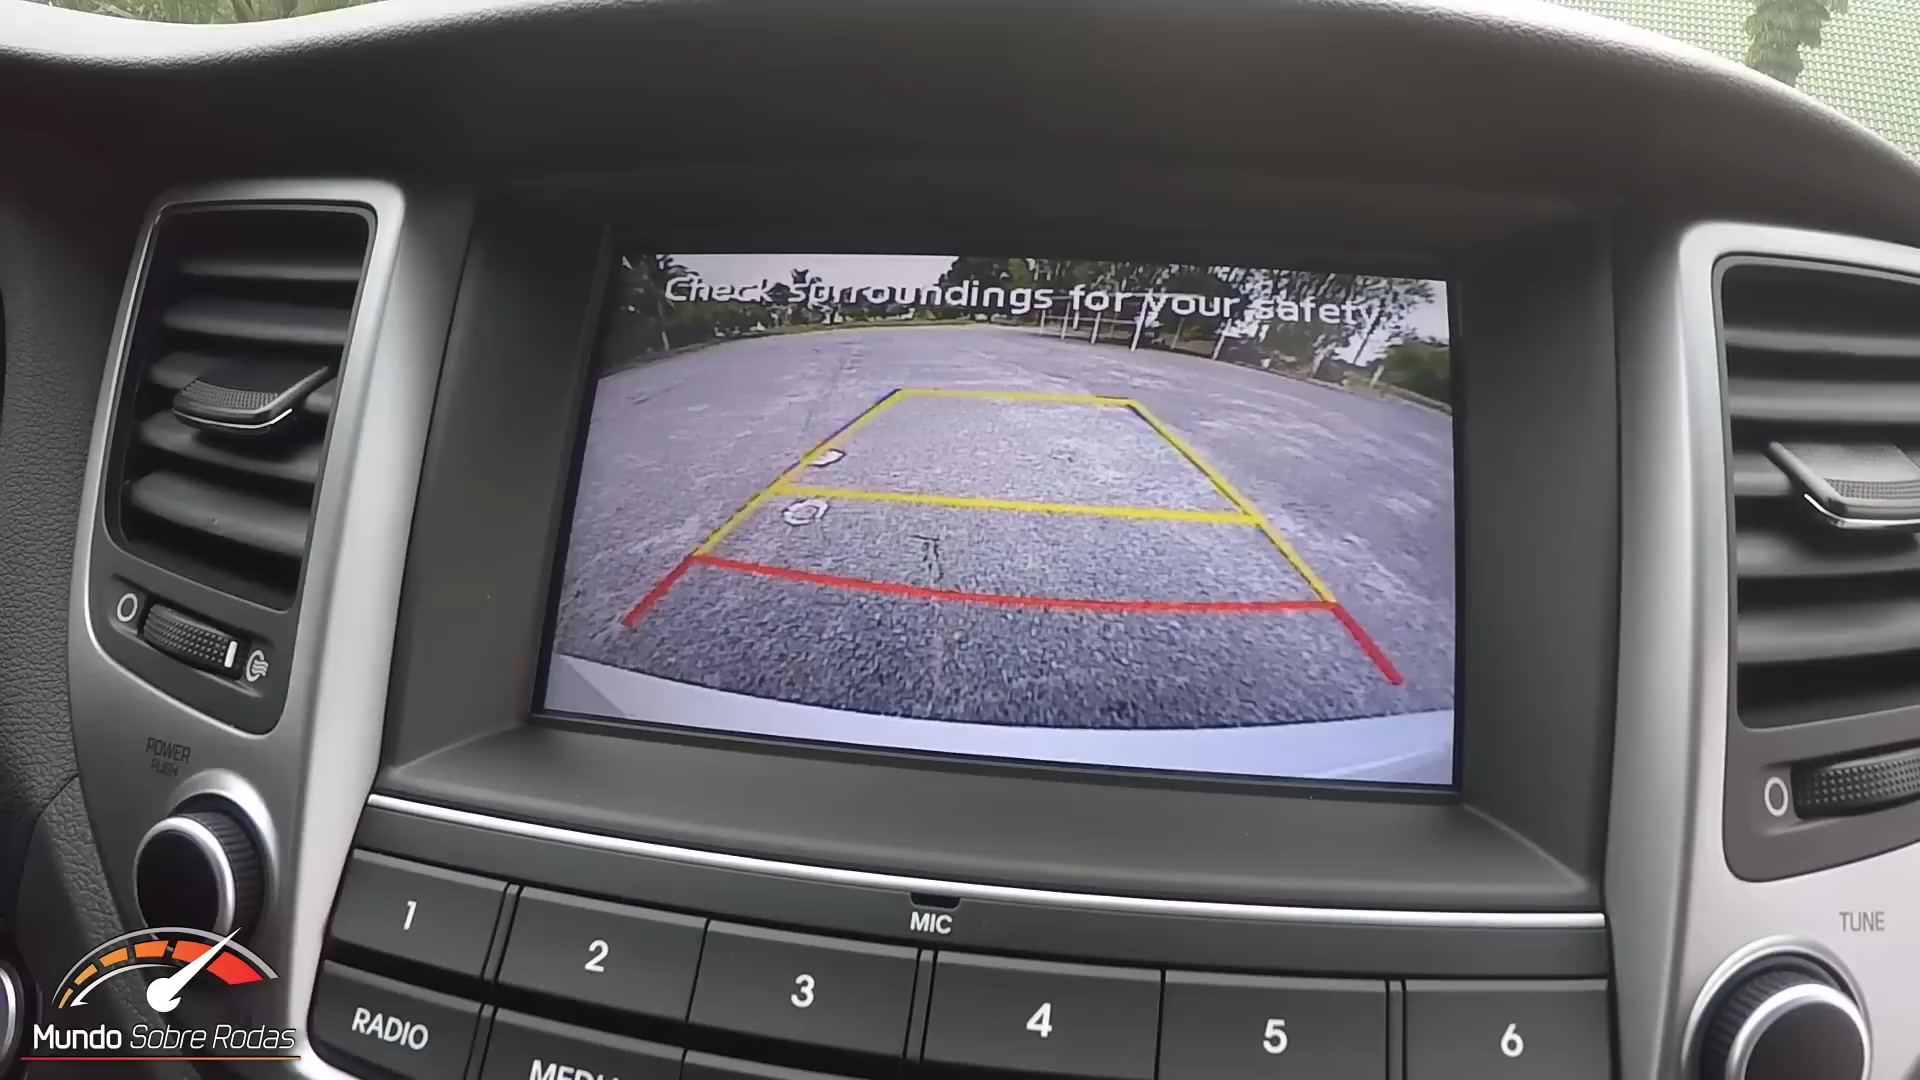 Check surroundings for your safety
POWER
PUSH
MIC
TUNE
1
2
3
4
5
6
RADIO
Mundo Sobre Rodas